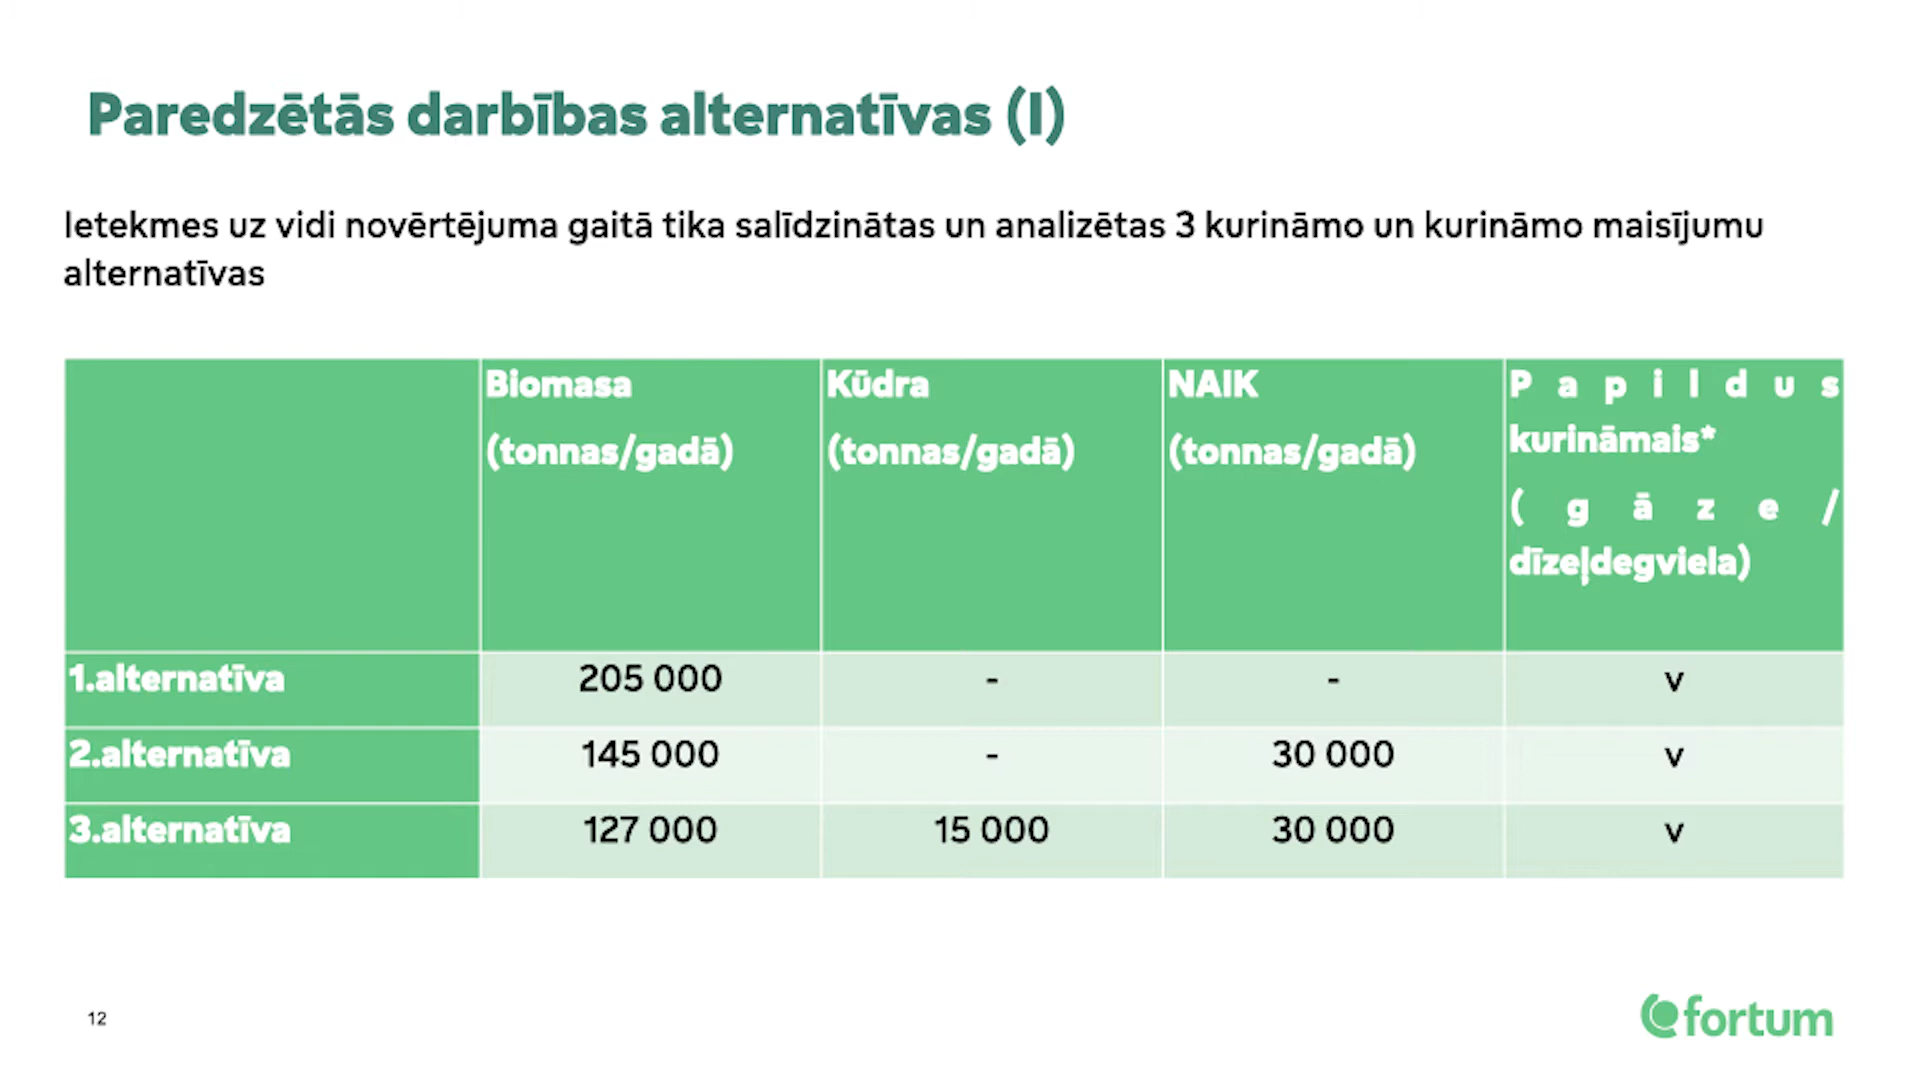 Paredzētās darbības alternatīvas (I)
Ietekmes uz vidi novērtējuma gaitā tika salīdzinātas un analizētas 3 kurināmo un kurināmo maisījumu
alternatīvas
Biomasa
(tonnas/gadā)
Kūdra
(tonnas/gadā)
NAIK
(tonnas/gadā)
Papildus
kurināmais*
(gāze/
dīzeļdegviela)
1.alternatīva 205 000 - - v
2.alternatīva 145 000 - 30 000 v
3.alternatīva 127 000 15 000 30 000 v
12
fortum